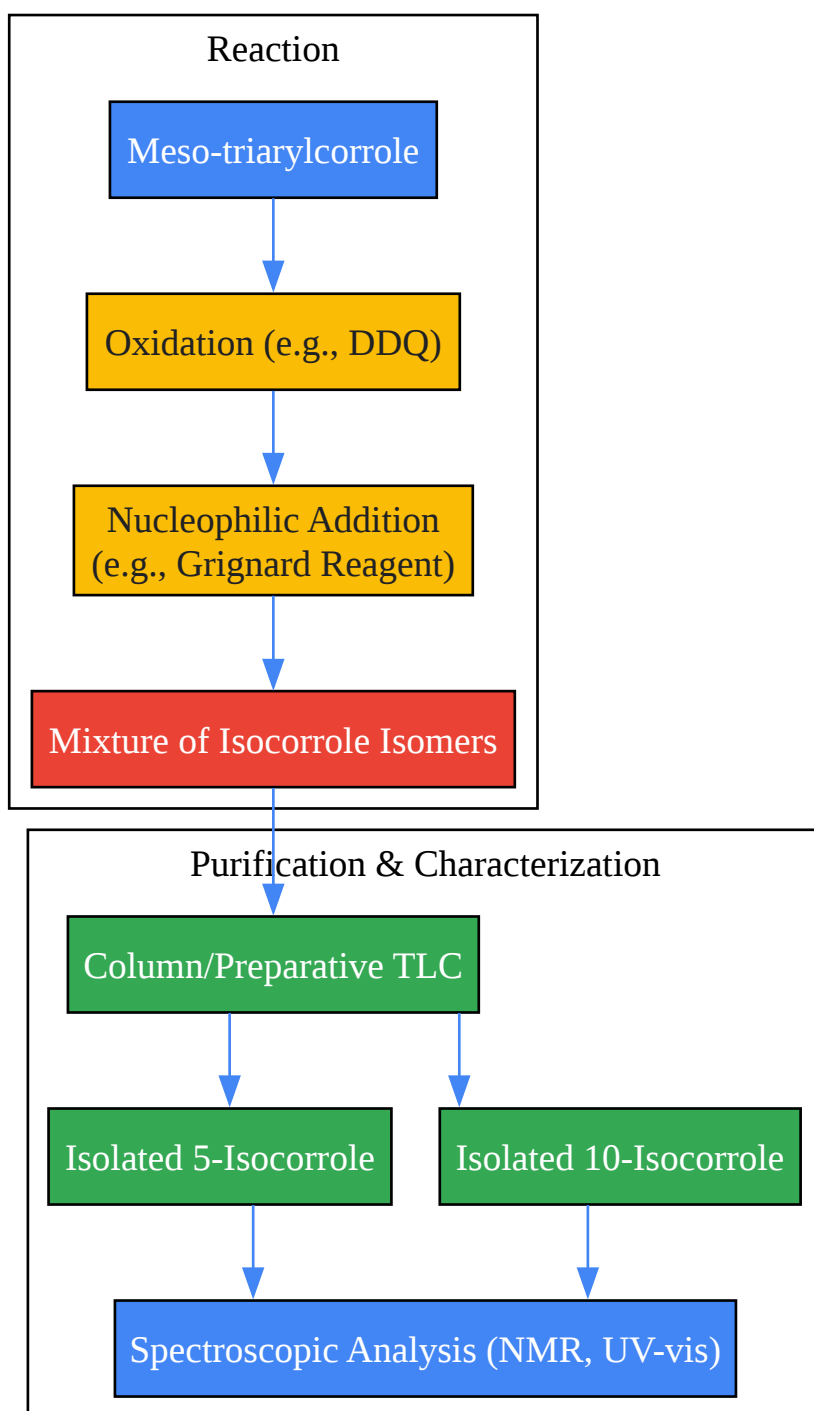 Reaction
Meso-triarylcorrole
Oxidation (e.g., DDQ)
Nucleophilic Addition
(e.g., Grignard Reagent)
Mixture of Isocorrole Isomers
Purification & Characterization
Column/Preparative TLC
Isolated 5-Isocorrole
Isolated 10-Isocorrole
Spectroscopic Analysis (NMR, UV-vis)